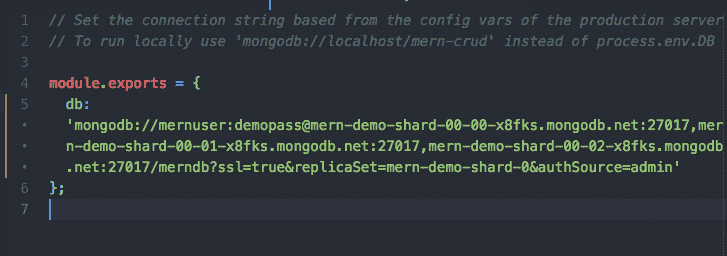 1 // Set the connection string based from the config vars of the production server
2 // To run locally use 'mongodb://localhost/mern-crud' instead of process.env.DB
3
4 module.exports = {
5 db:
• 'mongodb://mernuser:demopass@mern-demo-shard-00-00-x8fks.mongodb.net:27017,mer
• n-demo-shard-00-01-x8fks.mongodb.net:27017,mern-demo-shard-00-02-x8fks.mongodb
• .net:27017/merndb?ssl=true&replicaSet=mern-demo-shard-0&authSource=admin'
6 };
7